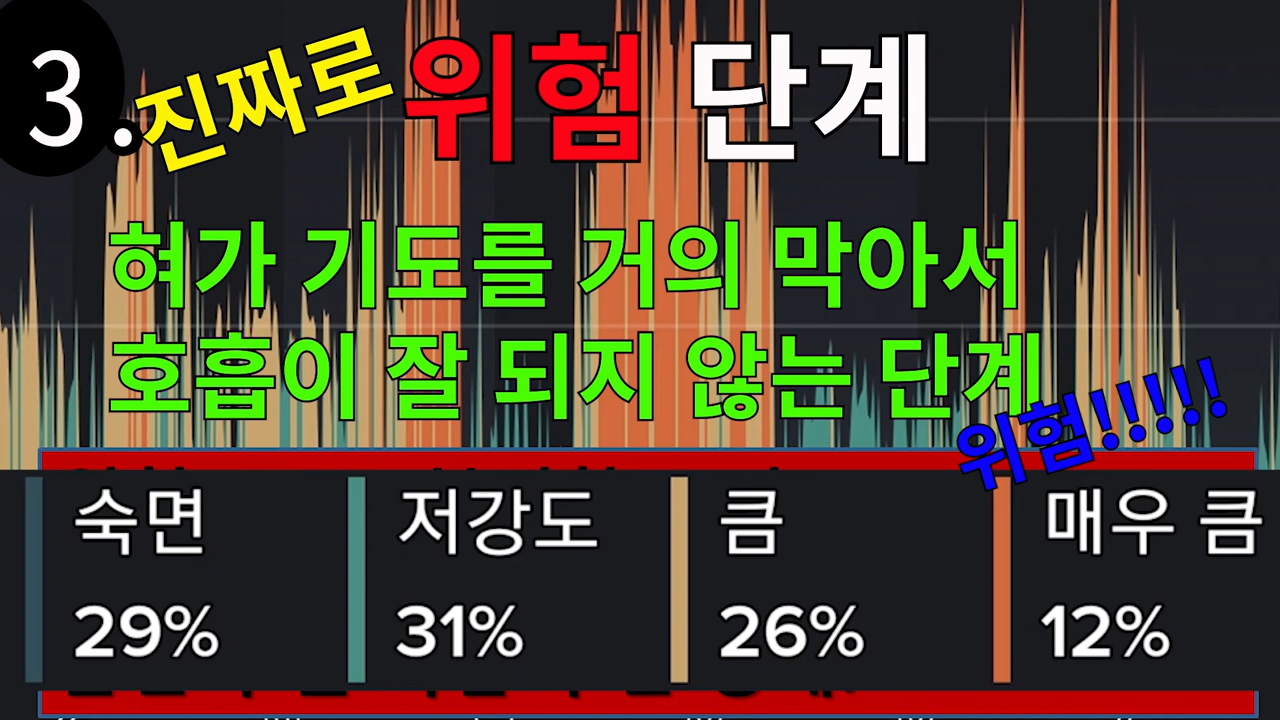 3.진짜로 위험 단계
혀가 기도를 거의 막아서
호흡이 잘 되지 않는 단계
위험!!!!!
숙면 저강도 큼 매우 큼
29% 31% 26% 12%